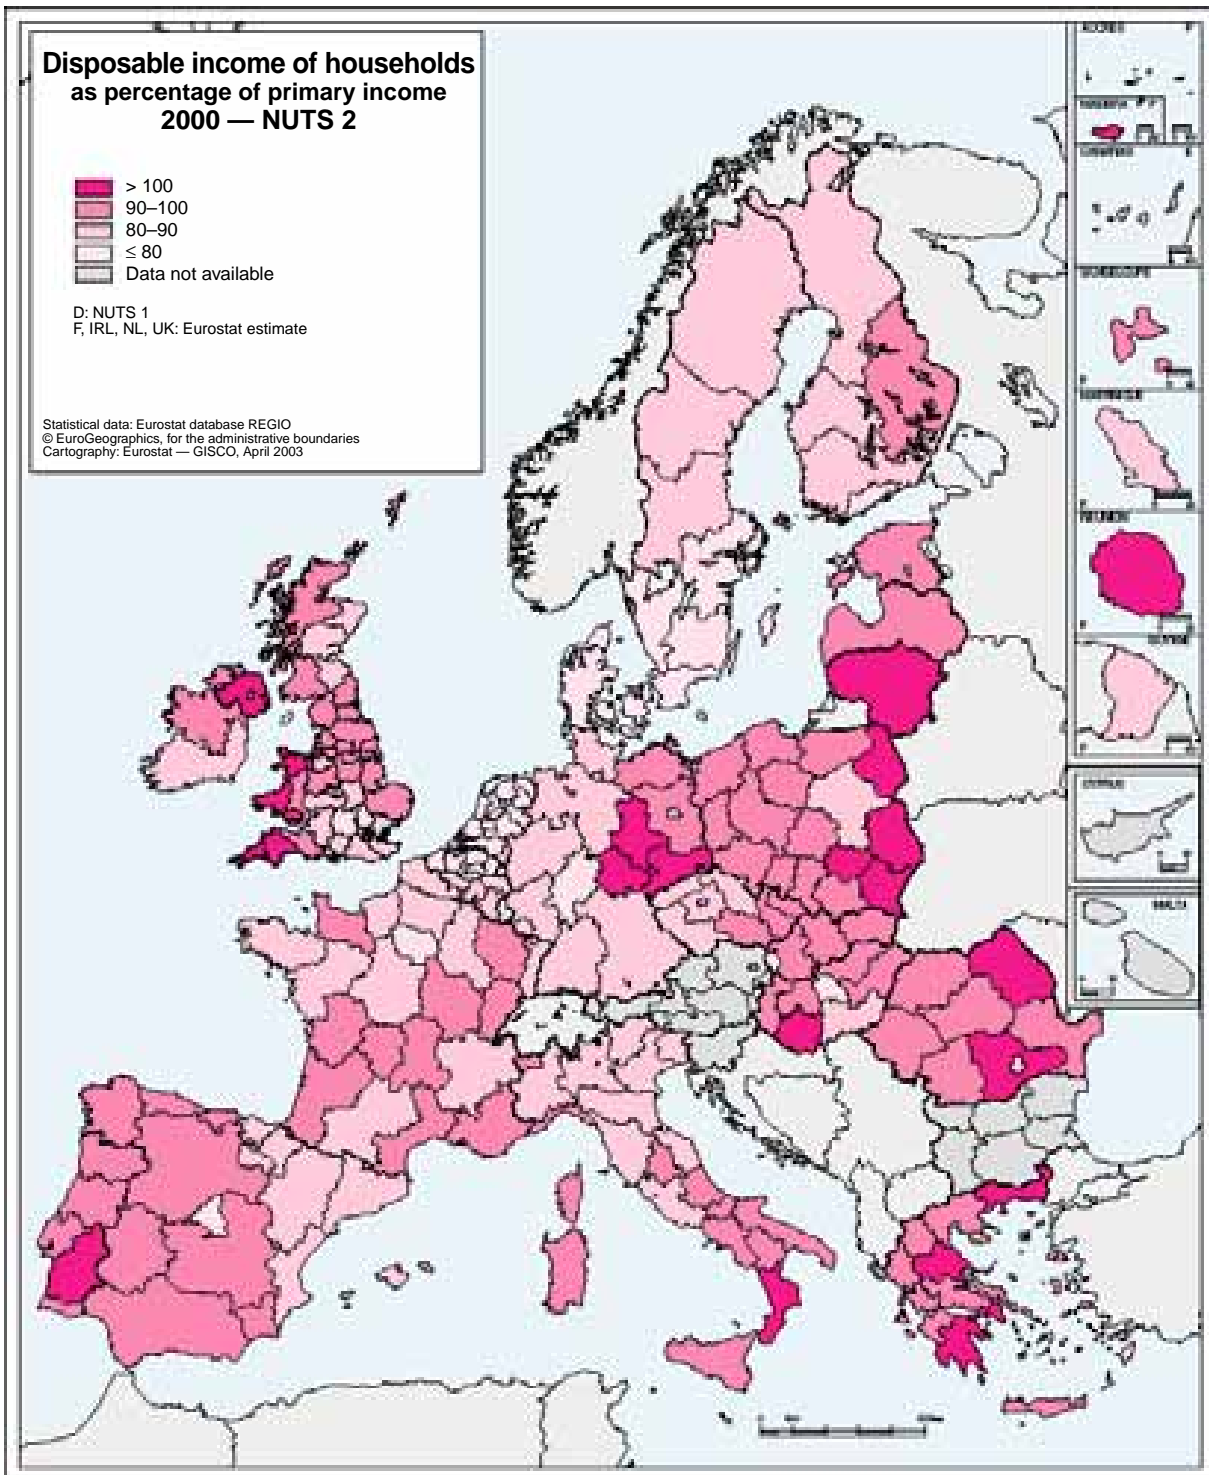 Disposable income of households
as percentage of primary income
2000 — NUTS 2
> 100
90–100
80–90
≤ 80
Data not available
D: NUTS 1
F, IRL, NL, UK: Eurostat estimate
Statistical data: Eurostat database REGIO
© EuroGeographics, for the administrative boundaries
Cartography: Eurostat — GISCO, April 2003